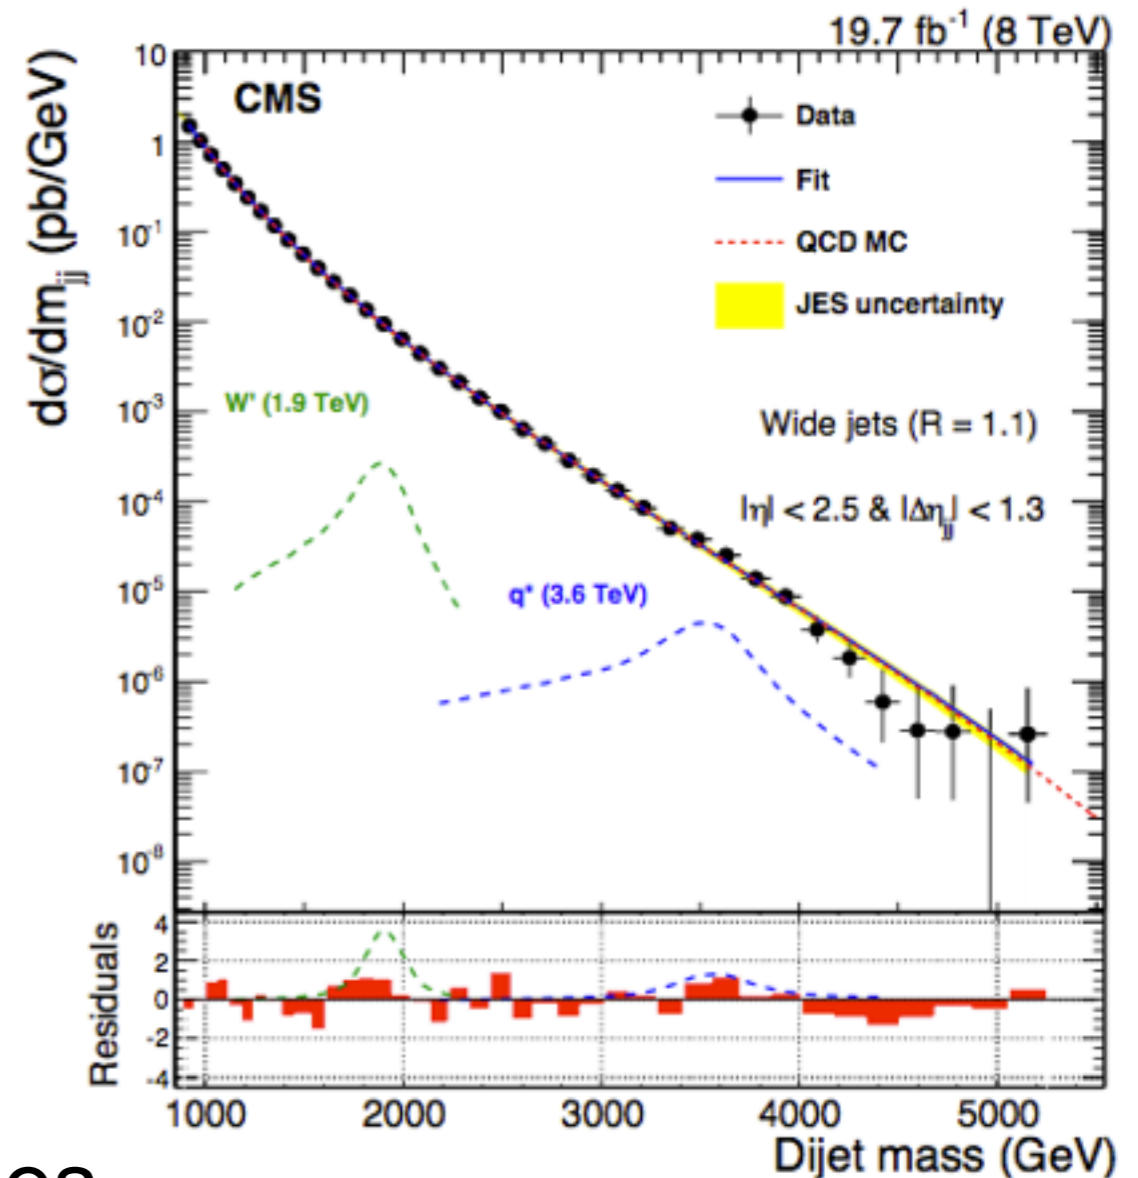 19.7 fb⁻¹ (8 TeV)
CMS
Data
Fit
QCD MC
JES uncertainty
Wide jets (R = 1.1)
|η| < 2.5 & |Δηjj| < 1.3
W' (1.9 TeV)
q* (3.6 TeV)
dσ/dmjj (pb/GeV)
10
1
10⁻¹
10⁻²
10⁻³
10⁻⁴
10⁻⁵
10⁻⁶
10⁻⁷
10⁻⁸
Residuals
4
2
0
-2
-4
1000 2000 3000 4000 5000
Dijet mass (GeV)